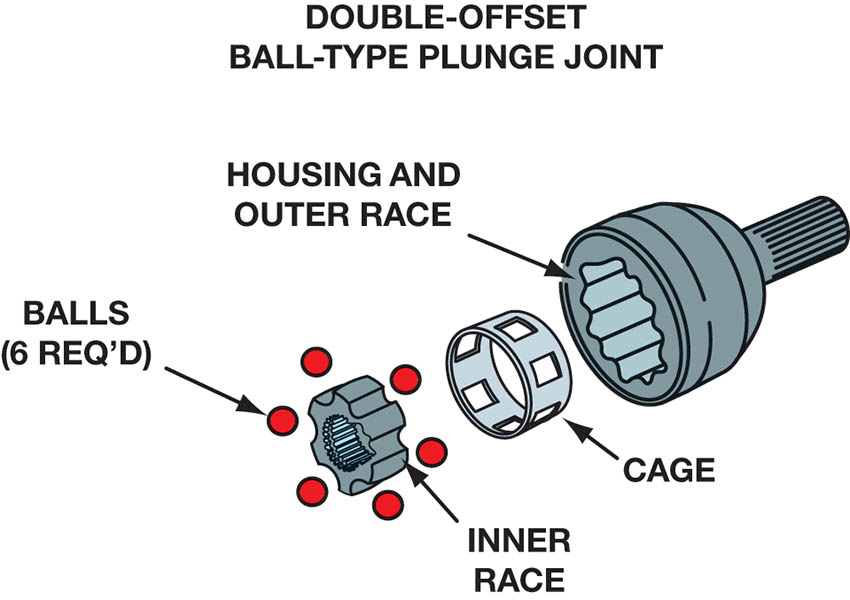 DOUBLE-OFFSET
BALL-TYPE PLUNGE JOINT
HOUSING AND
OUTER RACE
BALLS
(6 REQ’D)
CAGE
INNER
RACE